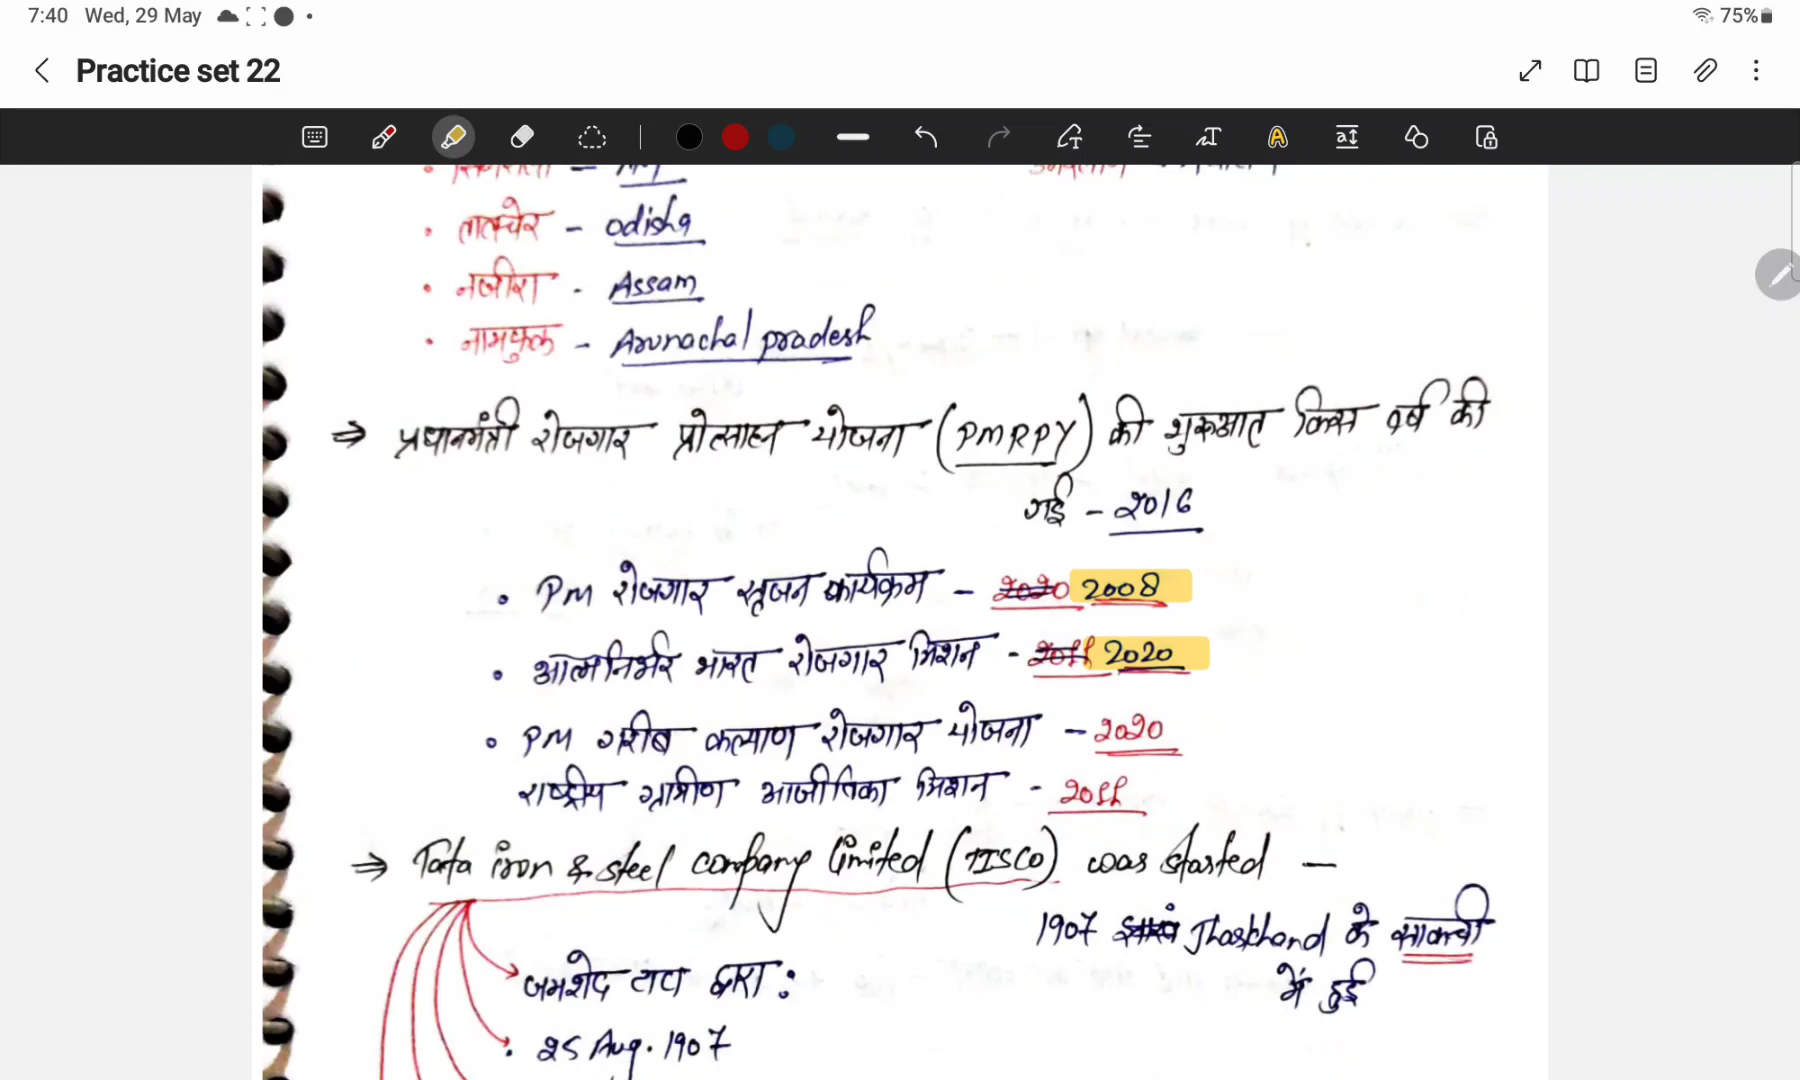 7:40 Wed, 29 May
75%
Practice set 22
• तालचेर - odisha
• नजीरा - Assam
• नामफुल - Arunachal pradesh
⇒ प्रधानमंत्री रोजगार प्रोत्साहन योजना (PMRPY) की शुरुआत किस वर्ष की
गई - 2016
• PM रोजगार सृजन कार्यक्रम - 2020 2008
• आत्मनिर्भर भारत रोजगार मिशन - 2011 2020
• PM गरीब कल्याण रोजगार योजना - 2020
राष्ट्रीय ग्रामीण आजीविका मिशन - 2011
⇒ Tata iron & steel company limited (TISCO) was started —
1907 Jharkhand के साकची
में हुई
जमशेद टाटा द्वारा :
• 25 Aug. 1907